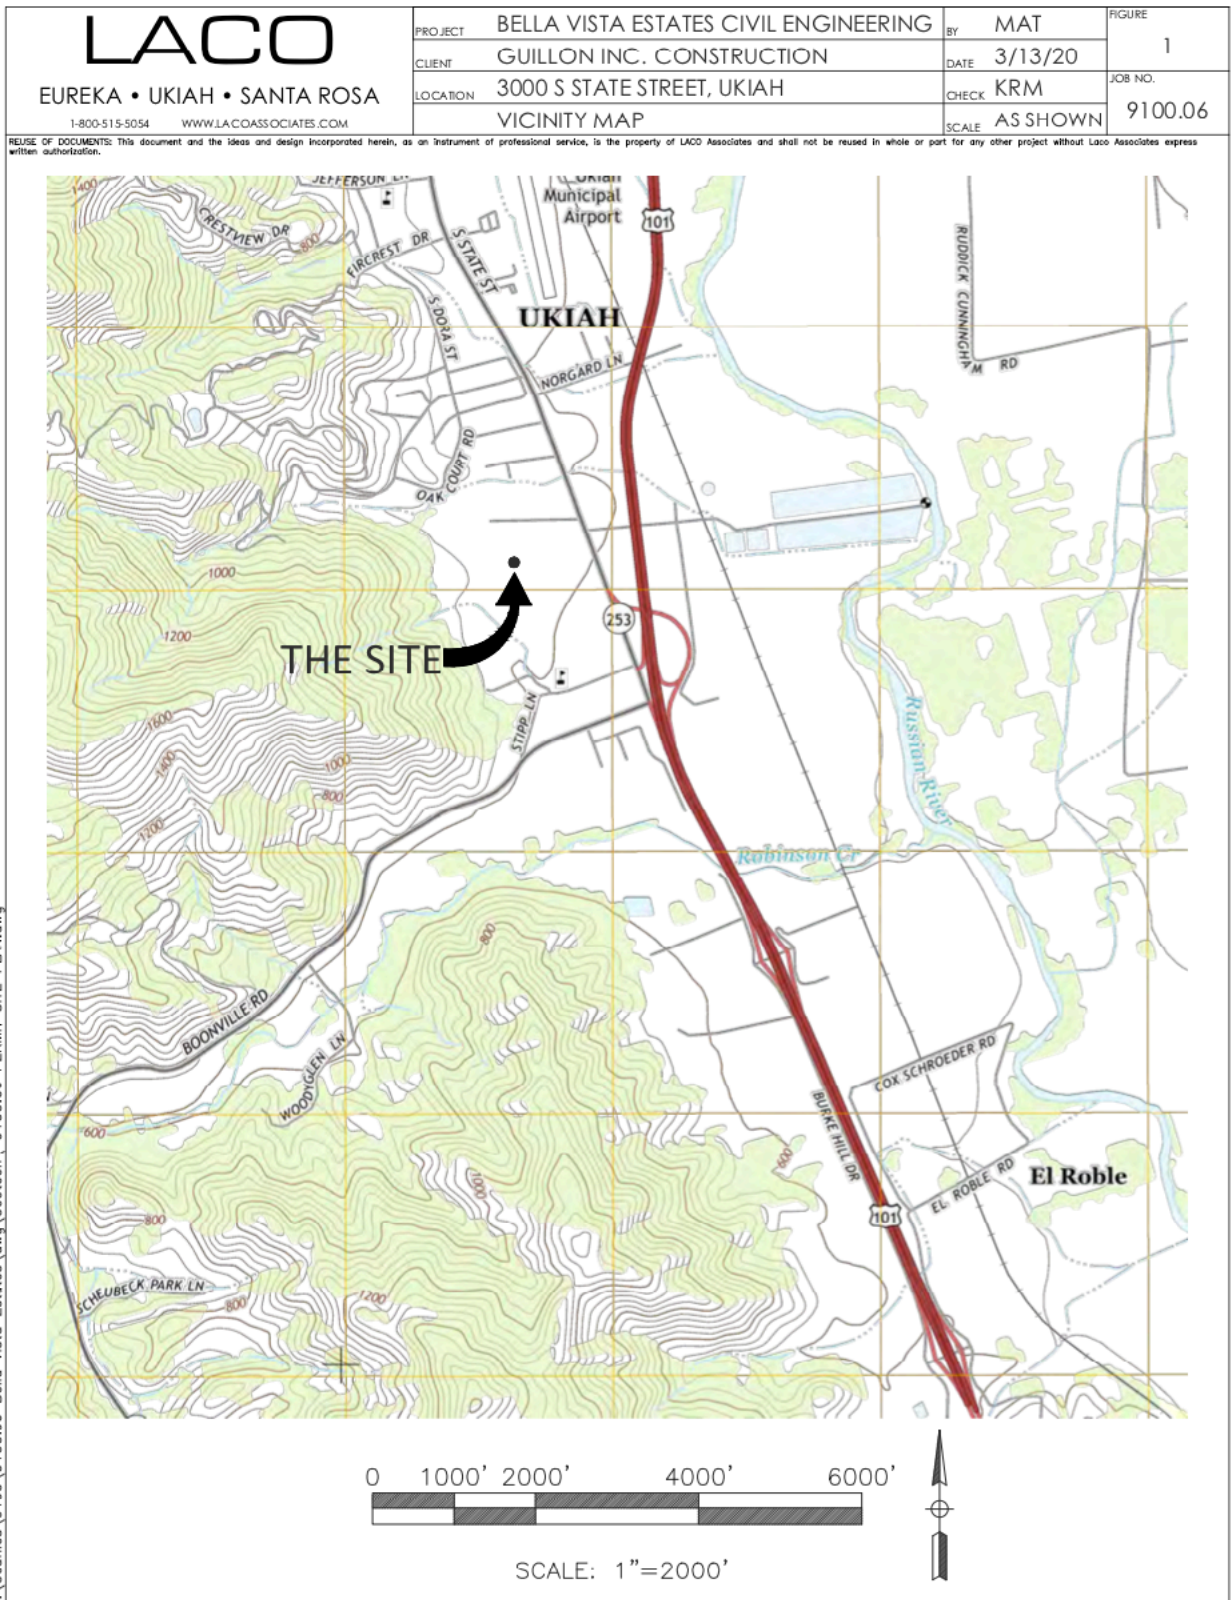 LACO
EUREKA • UKIAH • SANTA ROSA
1-800-515-5054 WWW.LACOASSOCIATES.COM
PROJECT BELLA VISTA ESTATES CIVIL ENGINEERING
CLIENT GUILLON INC. CONSTRUCTION
LOCATION 3000 S STATE STREET, UKIAH
VICINITY MAP
BY MAT
DATE 3/13/20
CHECK KRM
SCALE AS SHOWN
FIGURE
1
JOB NO.
9100.06
REUSE OF DOCUMENTS: This document and the ideas and design incorporated herein, as an instrument of professional service, is the property of LACO Associates and shall not be reused in whole or part for any other project without Laco Associates express
written authorization.
JEFFERSON LN
Ukiah
Municipal
Airport
101
1400
CRESTVIEW DR
800
FIRCREST DR
S STATE ST
RUDDICK CUNNINGHAM RD
UKIAH
S DORA ST
NORGARD LN
OAK COURT RD
1000
253
1200
THE SITE
STIPP LN
1600
1400
1000
800
1200
Russian River
Robinson Cr
800
BOONVILLE RD
WOODYGLEN LN
COX SCHROEDER RD
BURKE HILL DR
600
600
1000
El Roble
EL ROBLE RD
101
800
SCHEUBECK PARK LN
800
1200
0 1000' 2000' 4000' 6000'
SCALE: 1"=2000'